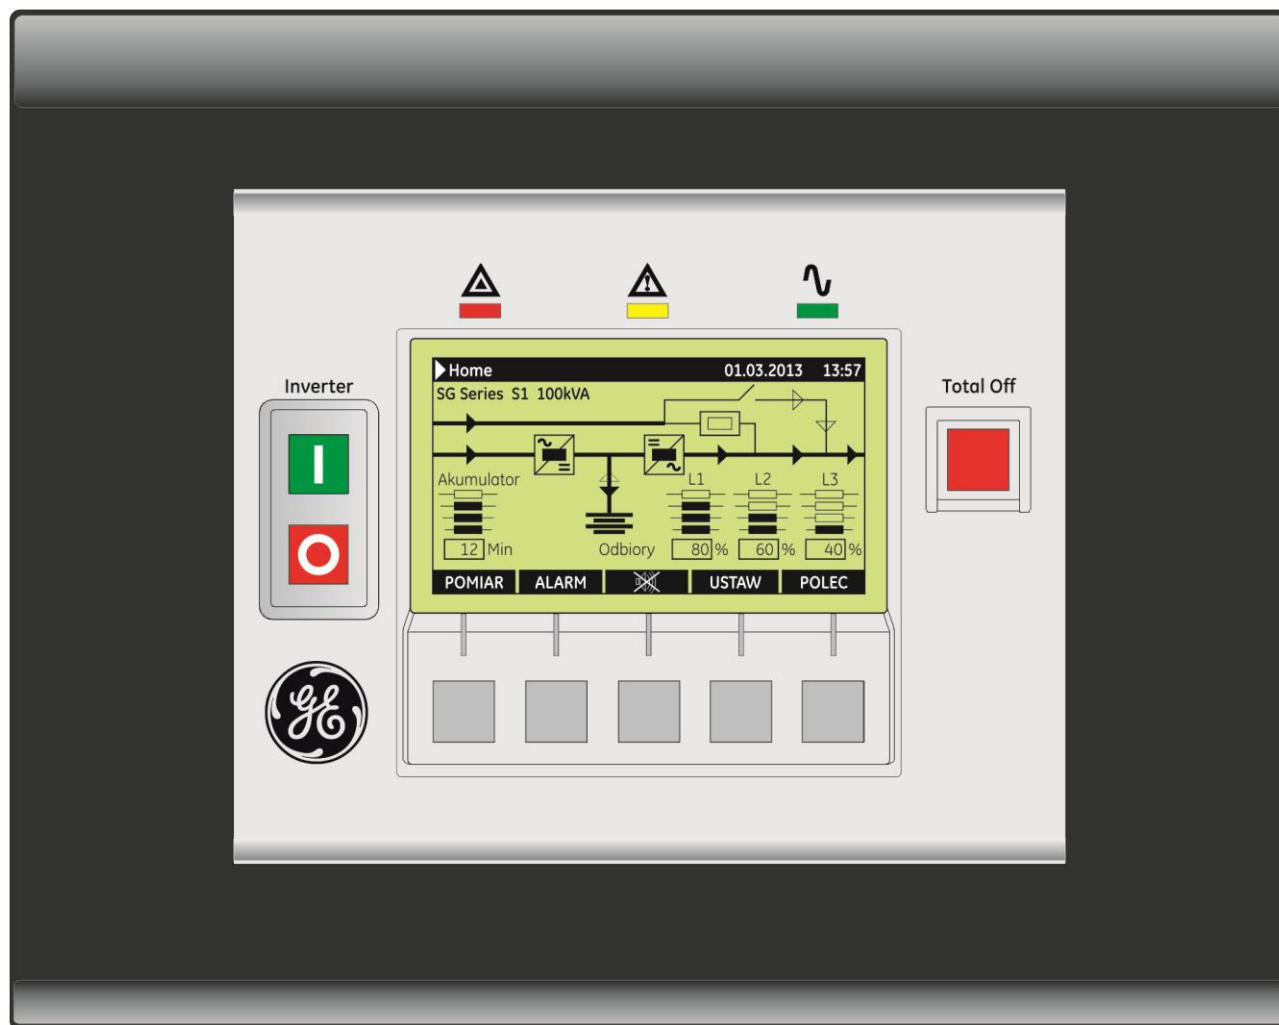 Inverter
Total Off
Home 01.03.2013 13:57
SG Series S1 100kVA
Akumulator L1 L2 L3
12 Min Odbiory 80 % 60 % 40 %
POMIAR ALARM USTAW POLEC
GE